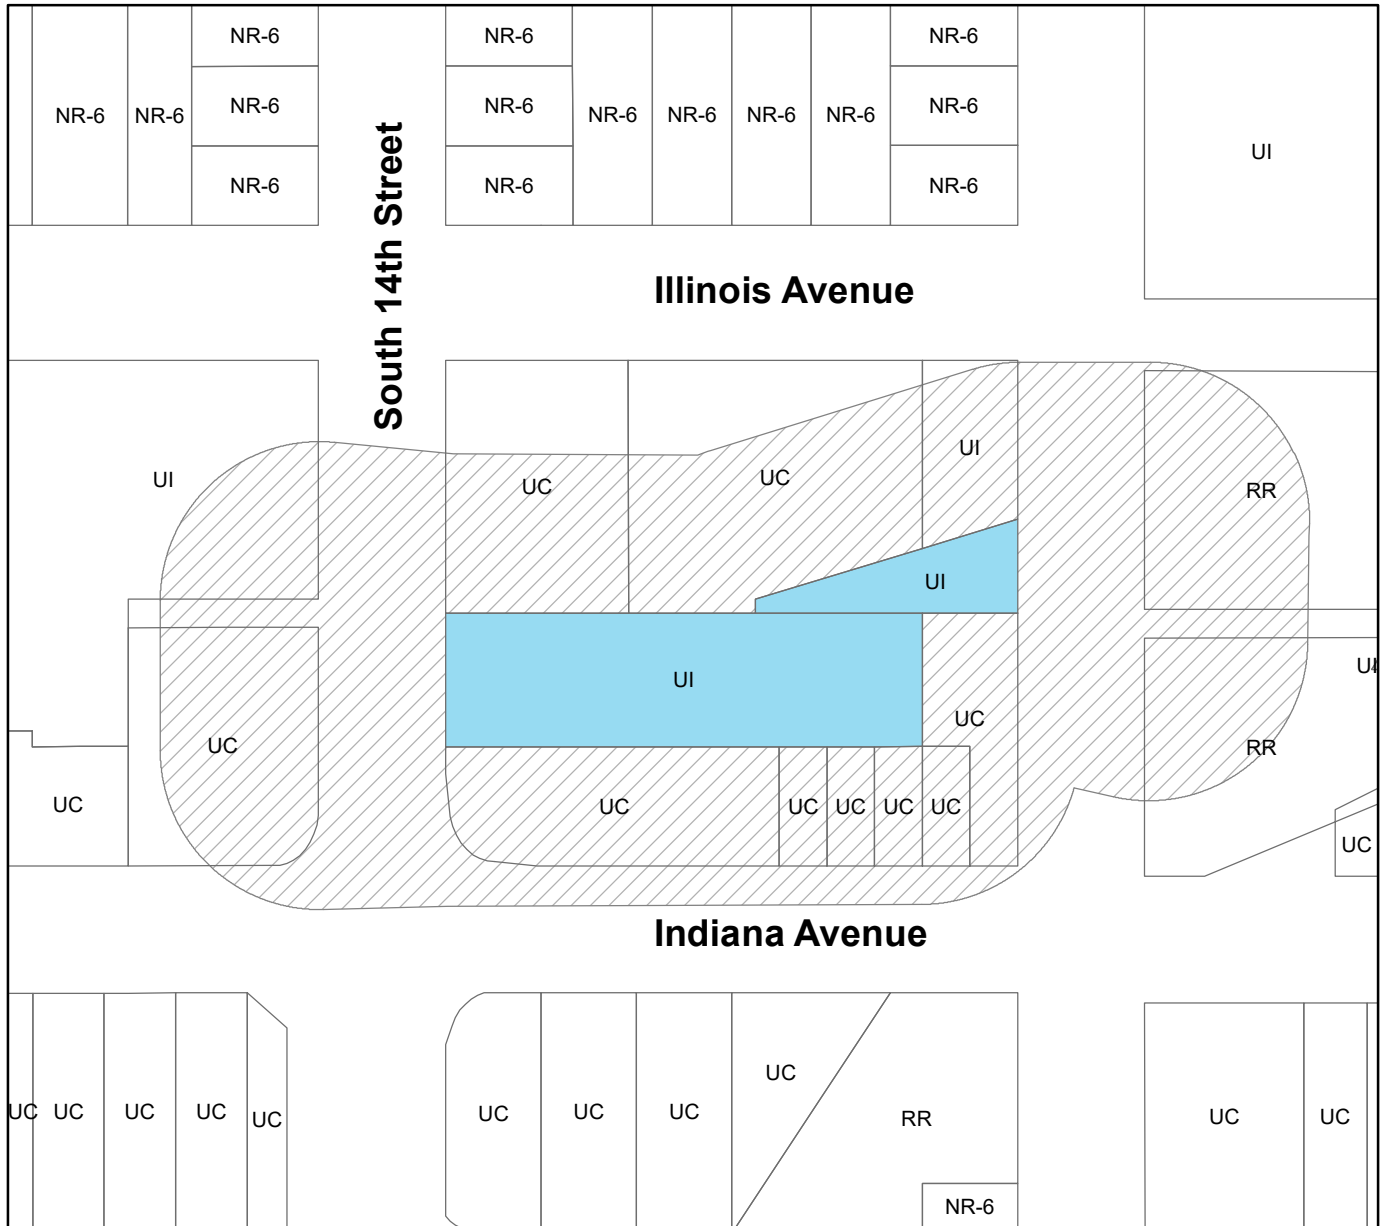 NR-6 NR-6 NR-6
NR-6 NR-6 NR-6 NR-6 NR-6 NR-6 NR-6 NR-6 NR-6
UI
NR-6 NR-6 NR-6
South 14th Street
Illinois Avenue
UI UC UC UI RR
UI
UI
UC UC RR
UC UC UC UC UC UC UC
Indiana Avenue
UC
UC UC UC UC UC UC UC UC RR UC UC
NR-6